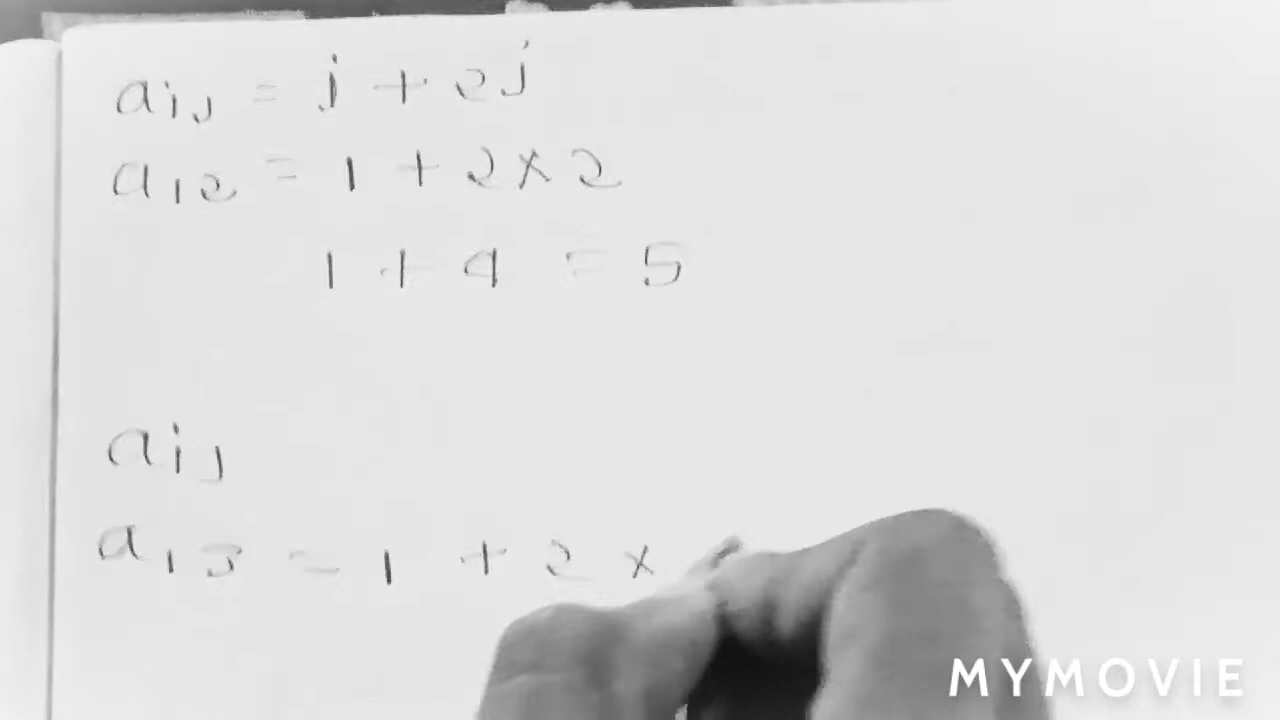 aij = j + 2j
a12 = 1 + 2 × 2
1 + 4 = 5
aij
a13 = 1 + 2 ×
MYMOVIE